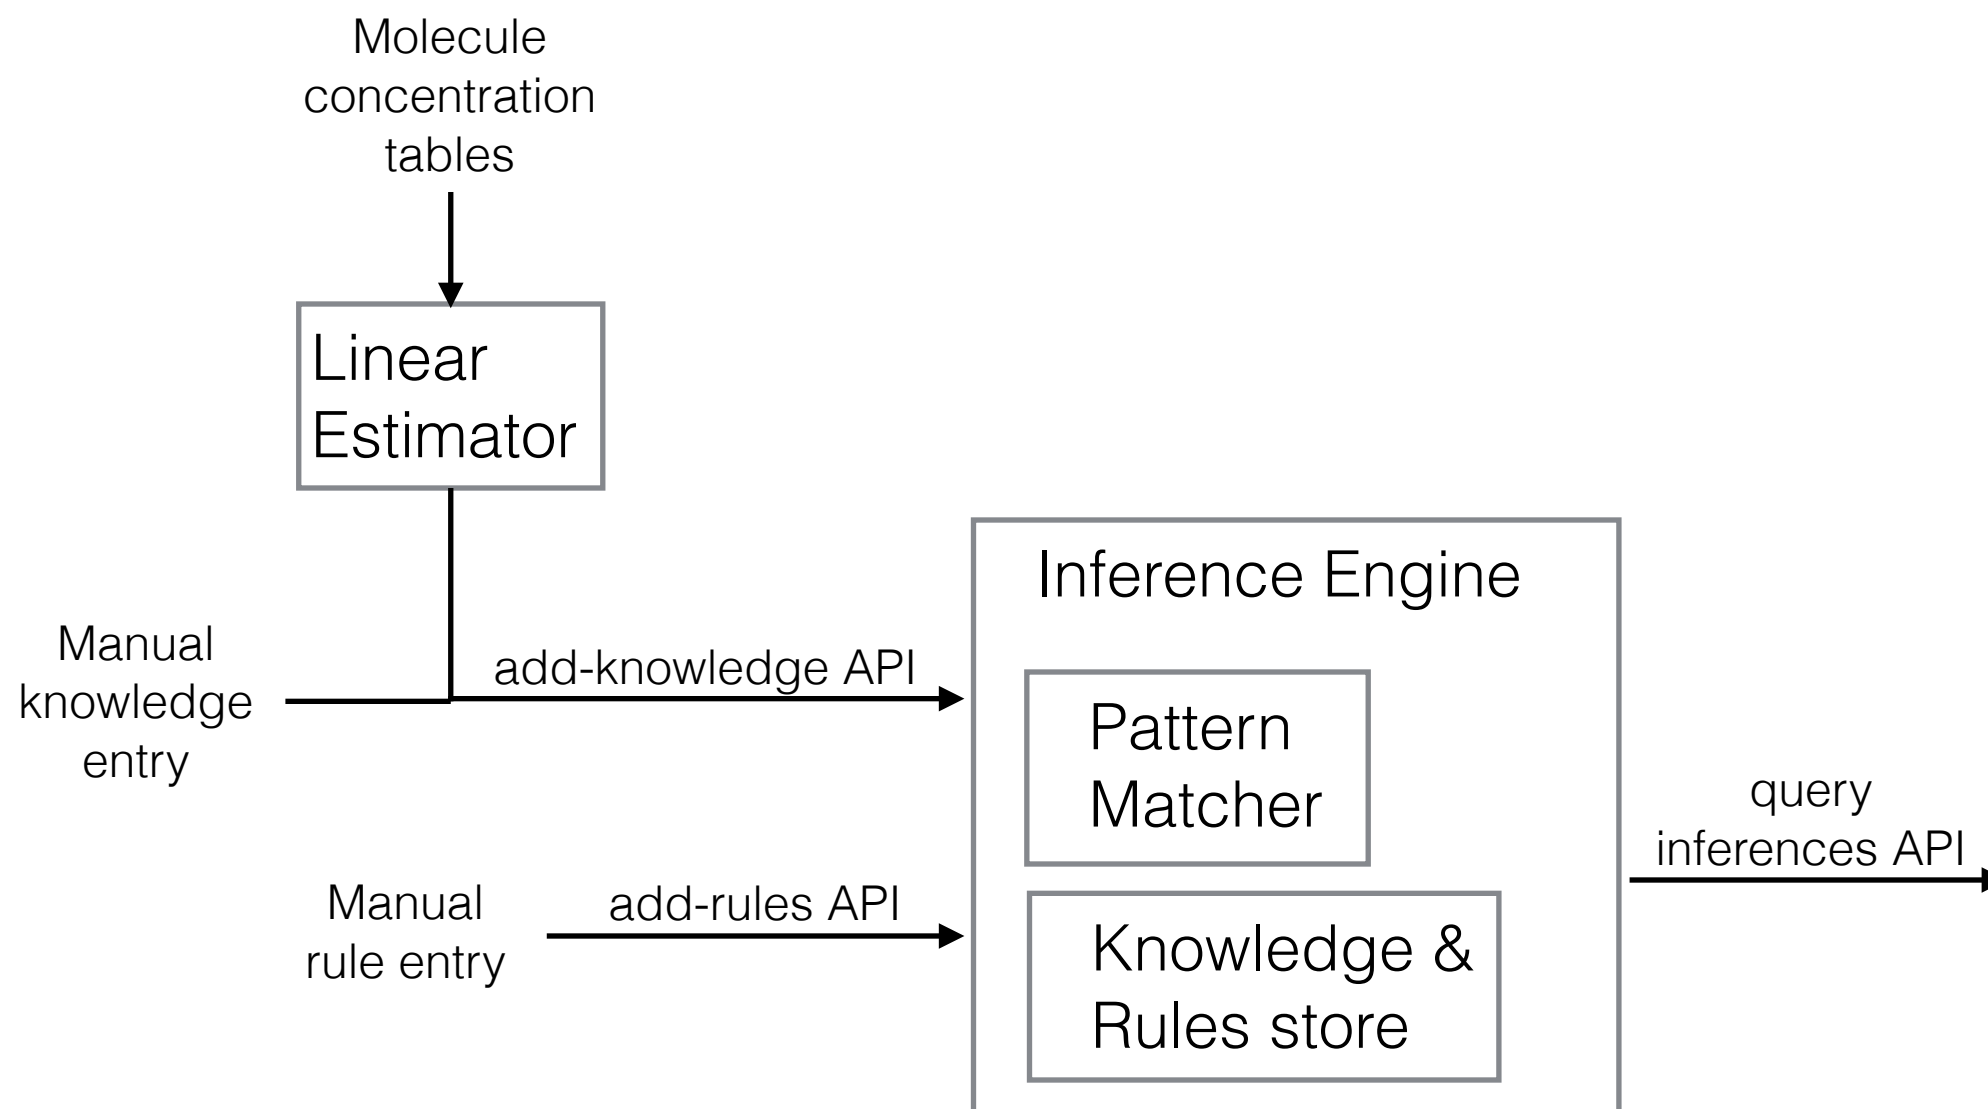 Molecule
concentration
tables
Linear
Estimator
Inference Engine
Manual
knowledge
entry
add-knowledge API
Pattern
Matcher
query
inferences API
Manual
rule entry
add-rules API
Knowledge &
Rules store